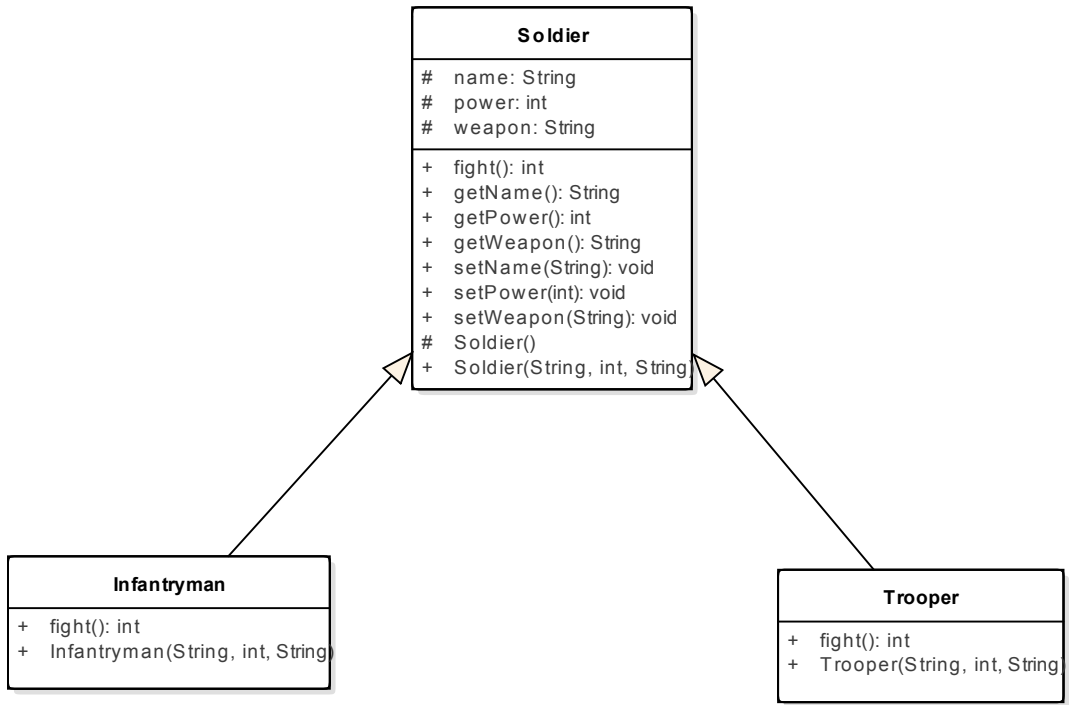 Soldier
# name: String
# power: int
# weapon: String
+ fight(): int
+ getName(): String
+ getPower(): int
+ getWeapon(): String
+ setName(String): void
+ setPower(int): void
+ setWeapon(String): void
# Soldier()
+ Soldier(String, int, String)
Infantryman
+ fight(): int
+ Infantryman(String, int, String)
Trooper
+ fight(): int
+ Trooper(String, int, String)